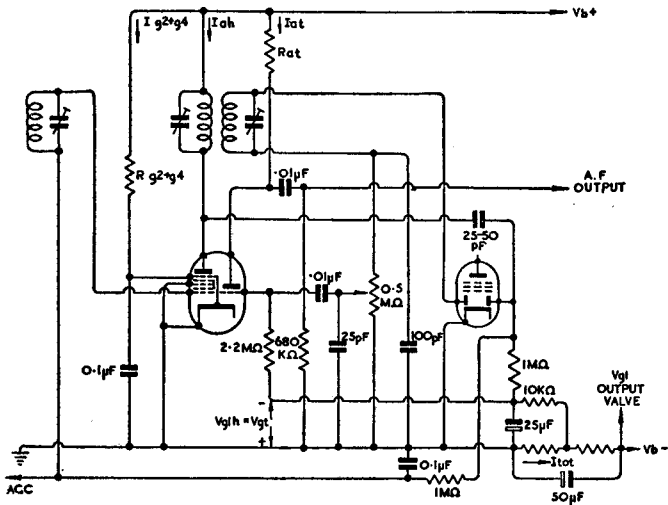 I g2+g4
Iah
Iat
Vb+
Rat
R g2+g4
·01µF
A.F
OUTPUT
25-50
pF
·01µF
0·5
MΩ
2·2MΩ
680
KΩ
25pF
100pF
0·1µF
1MΩ
10KΩ
Vg1
OUTPUT
VALVE
-
Vg1h = Vgt
+
25µF
Vb-
Itot
0·1µF
AGC
1MΩ
50µF